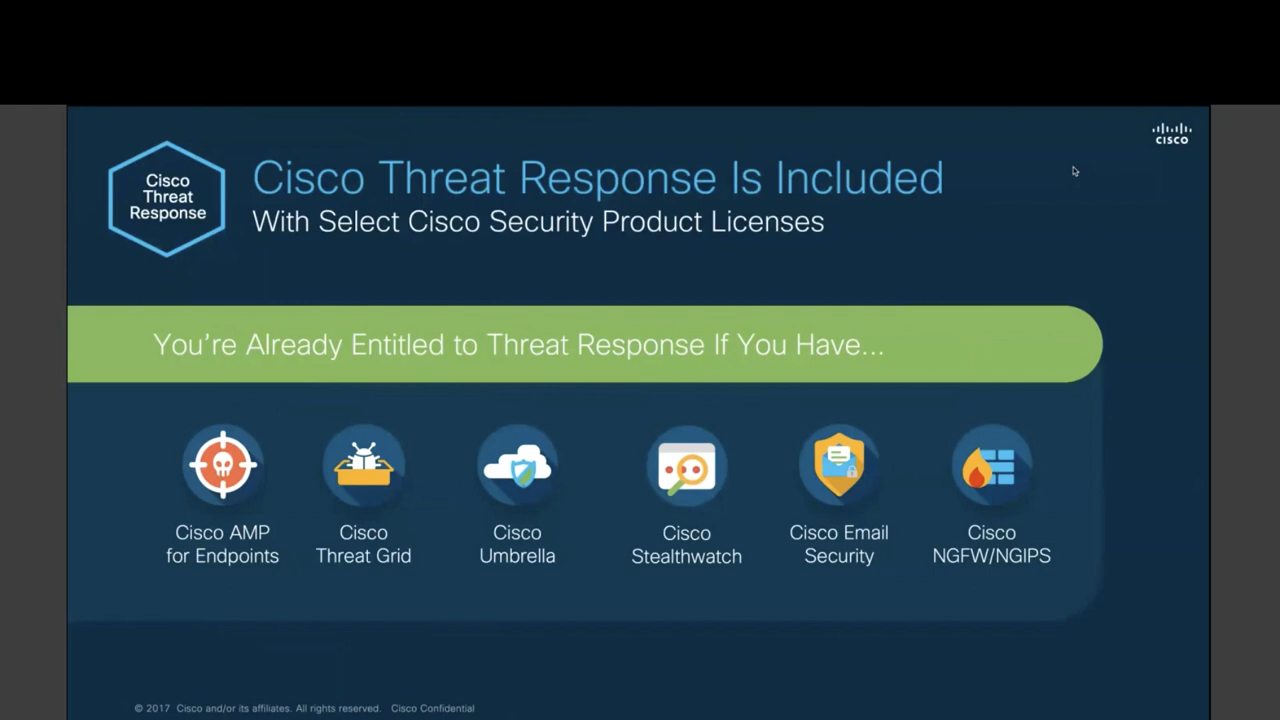 CISCO
Cisco
Threat
Response
Cisco Threat Response Is Included
With Select Cisco Security Product Licenses
You're Already Entitled to Threat Response If You Have...
Cisco AMP
for Endpoints
Cisco
Threat Grid
Cisco
Umbrella
Cisco
Stealthwatch
Cisco Email
Security
Cisco
NGFW/NGIPS
© 2017 Cisco and/or its affiliates. All rights reserved. Cisco Confidential